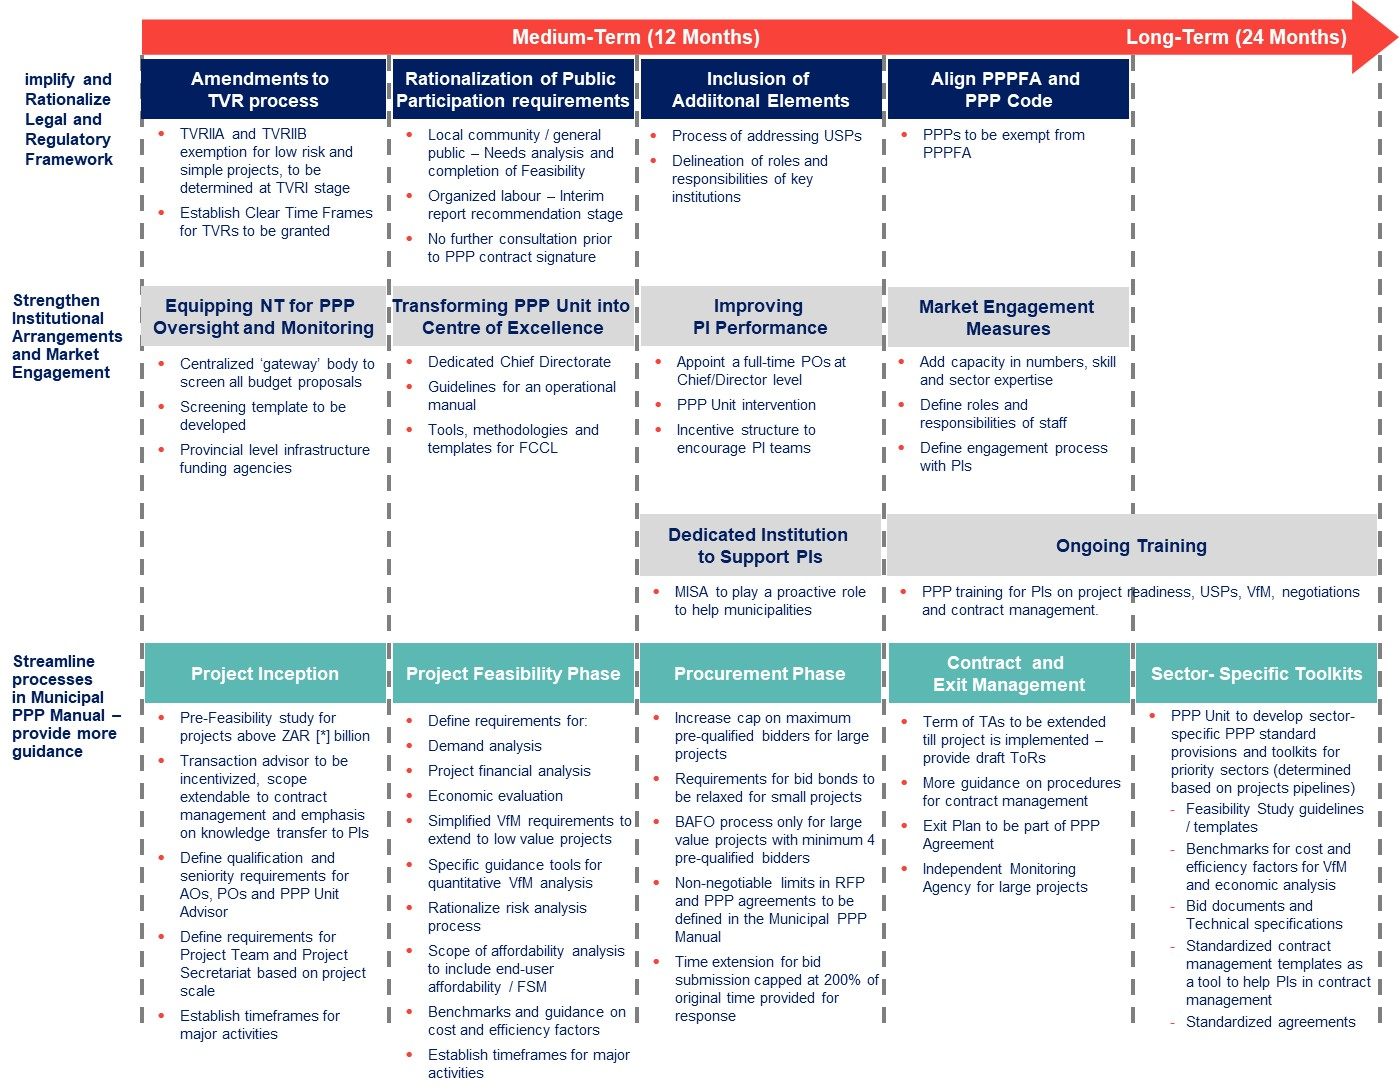 Medium-Term (12 Months)
Long-Term (24 Months)
implify and
Rationalize
Legal and
Regulatory
Framework
Amendments to
TVR process
TVRIIA and TVRIIB
exemption for low risk and
simple projects, to be
determined at TVRI stage
Establish Clear Time Frames
for TVRs to be granted
Rationalization of Public
Participation requirements
Local community / general
public – Needs analysis and
completion of Feasibility
Organized labour – Interim
report recommendation stage
No further consultation prior
to PPP contract signature
Inclusion of
Addiitonal Elements
Process of addressing USPs
Delineation of roles and
responsibilities of key
institutions
Align PPPFA and
PPP Code
PPPs to be exempt from
PPPFA
Strengthen
Institutional
Arrangements
and Market
Engagement
Equipping NT for PPP
Oversight and Monitoring
Centralized ‘gateway’ body to
screen all budget proposals
Screening template to be
developed
Provincial level infrastructure
funding agencies
Transforming PPP Unit into
Centre of Excellence
Dedicated Chief Directorate
Guidelines for an operational
manual
Tools, methodologies and
templates for FCCL
Improving
PI Performance
Appoint a full-time POs at
Chief/Director level
PPP Unit intervention
Incentive structure to
encourage PI teams
Market Engagement
Measures
Add capacity in numbers, skill
and sector expertise
Define roles and
responsibilities of staff
Define engagement process
with PIs
Dedicated Institution
to Support PIs
MISA to play a proactive role
to help municipalities
Ongoing Training
PPP training for PIs on project readiness, USPs, VfM, negotiations
and contract management.
Streamline
processes
in Municipal
PPP Manual –
provide more
guidance
Project Inception
Pre-Feasibility study for
projects above ZAR [*] billion
Transaction advisor to be
incentivized, scope
extendable to contract
management and emphasis
on knowledge transfer to PIs
Define qualification and
seniority requirements for
AOs, POs and PPP Unit
Advisor
Define requirements for
Project Team and Project
Secretariat based on project
scale
Establish timeframes for
major activities
Project Feasibility Phase
Define requirements for:
Demand analysis
Project financial analysis
Economic evaluation
Simplified VfM requirements to
extend to low value projects
Specific guidance tools for
quantitative VfM analysis
Rationalize risk analysis
process
Scope of affordability analysis
to include end-user
affordability / FSM
Benchmarks and guidance on
cost and efficiency factors
Establish timeframes for major
activities
Procurement Phase
Increase cap on maximum
pre-qualified bidders for large
projects
Requirements for bid bonds to
be relaxed for small projects
BAFO process only for large
value projects with minimum 4
pre-qualified bidders
Non-negotiable limits in RFP
and PPP agreements to be
defined in the Municipal PPP
Manual
Time extension for bid
submission capped at 200% of
original time provided for
response
Contract and
Exit Management
Term of TAs to be extended
till project is implemented –
provide draft ToRs
More guidance on procedures
for contract management
Exit Plan to be part of PPP
Agreement
Independent Monitoring
Agency for large projects
Sector- Specific Toolkits
PPP Unit to develop sector-
specific PPP standard
provisions and toolkits for
priority sectors (determined
based on projects pipelines)
- Feasibility Study guidelines
/ templates
- Benchmarks for cost and
efficiency factors for VfM
and economic analysis
- Bid documents and
Technical specifications
- Standardized contract
management templates as
a tool to help PIs in contract
management
- Standardized agreements